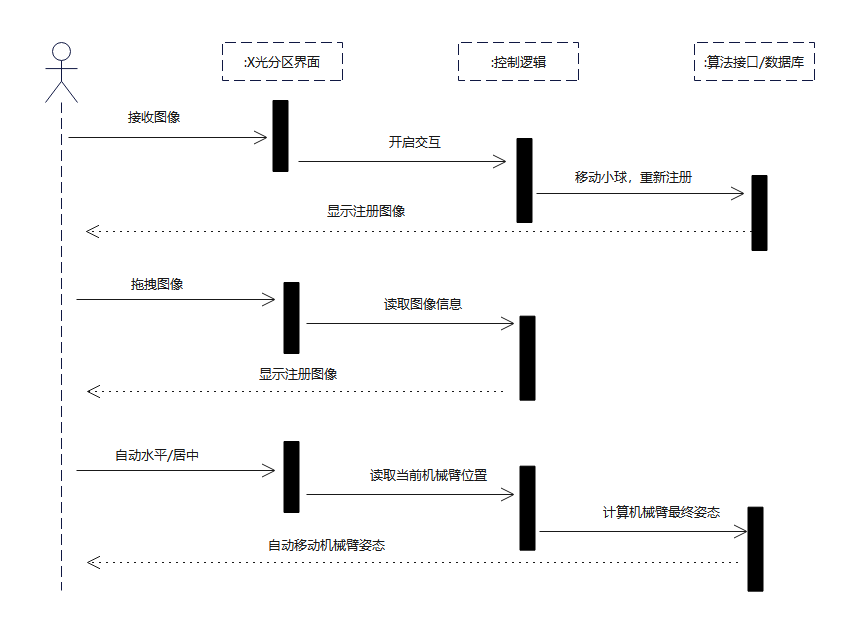 :X光分区界面
:控制逻辑
:算法接口/数据库
接收图像
开启交互
移动小球，重新注册
显示注册图像
拖拽图像
读取图像信息
显示注册图像
自动水平/居中
读取当前机械臂位置
计算机械臂最终姿态
自动移动机械臂姿态